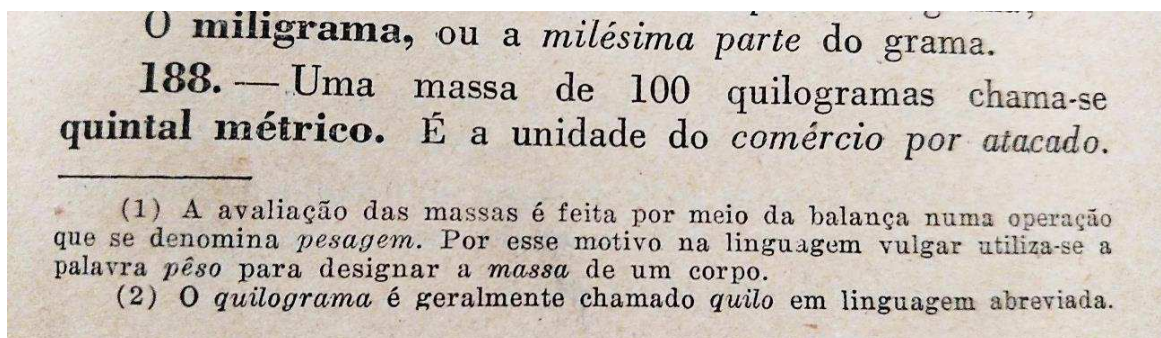 O miligrama, ou a milésima parte do grama.
188. — Uma massa de 100 quilogramas chama-se
quintal métrico. É a unidade do comércio por atacado.
(1) A avaliação das massas é feita por meio da balança numa operação
que se denomina pesagem. Por esse motivo na linguagem vulgar utiliza-se a
palavra pêso para designar a massa de um corpo.
(2) O quilograma é geralmente chamado quilo em linguagem abreviada.